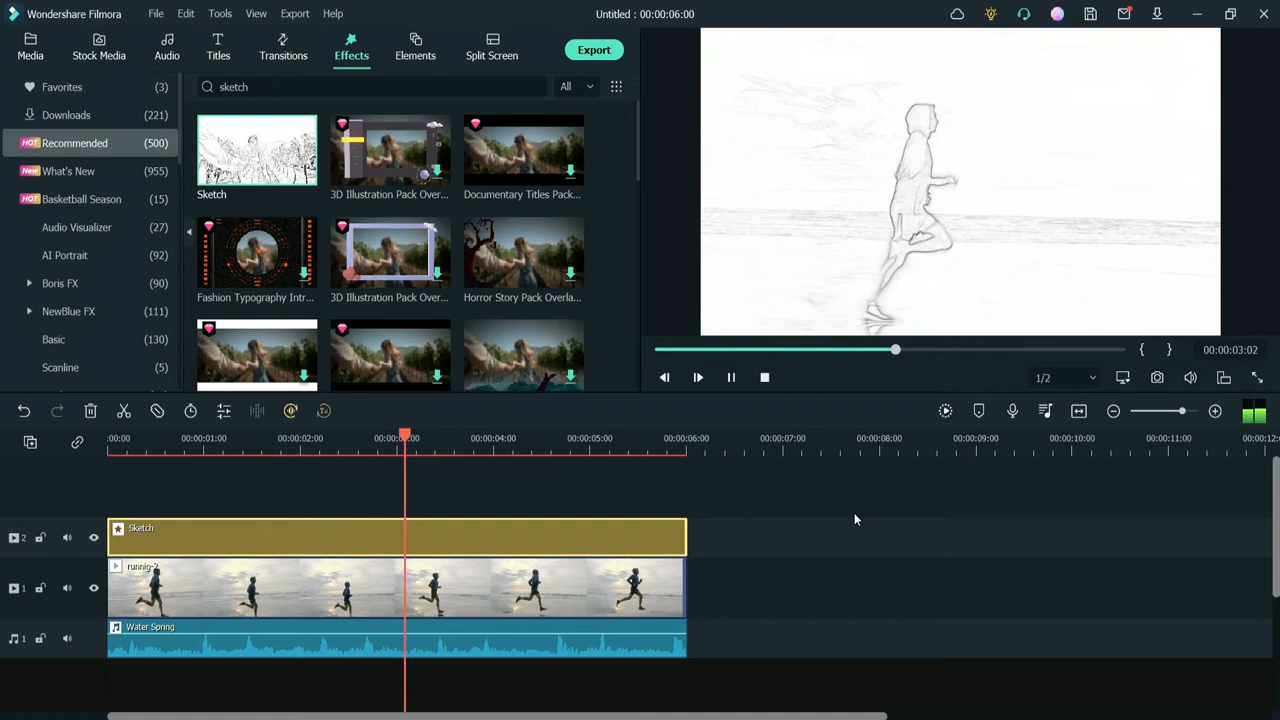 Wondershare Filmora File Edit Tools View Export Help Untitled : 00:00:06:00
Media Stock Media Audio Titles Transitions Effects Elements Split Screen Export
Favorites (3)
Downloads (221)
HOT Recommended (500)
New What's New (955)
HOT Basketball Season (15)
Audio Visualizer (27)
AI Portrait (92)
Boris FX (90)
NewBlue FX (111)
Basic (130)
Scanline (5)
sketch All
Sketch 3D Illustration Pack Over... Documentary Titles Pack...
Fashion Typography Intr... 3D Illustration Pack Over... Horror Story Pack Overla...
{ } 00:00:03:02
1/2
:00:00 00:00:01:00 00:00:02:00 00:00:03:00 00:00:04:00 00:00:05:00 00:00:06:00 00:00:07:00 00:00:08:00 00:00:09:00 00:00:10:00 00:00:11:00 00:00:12:0
2 Sketch
1 runnig-2
1 Water Spring